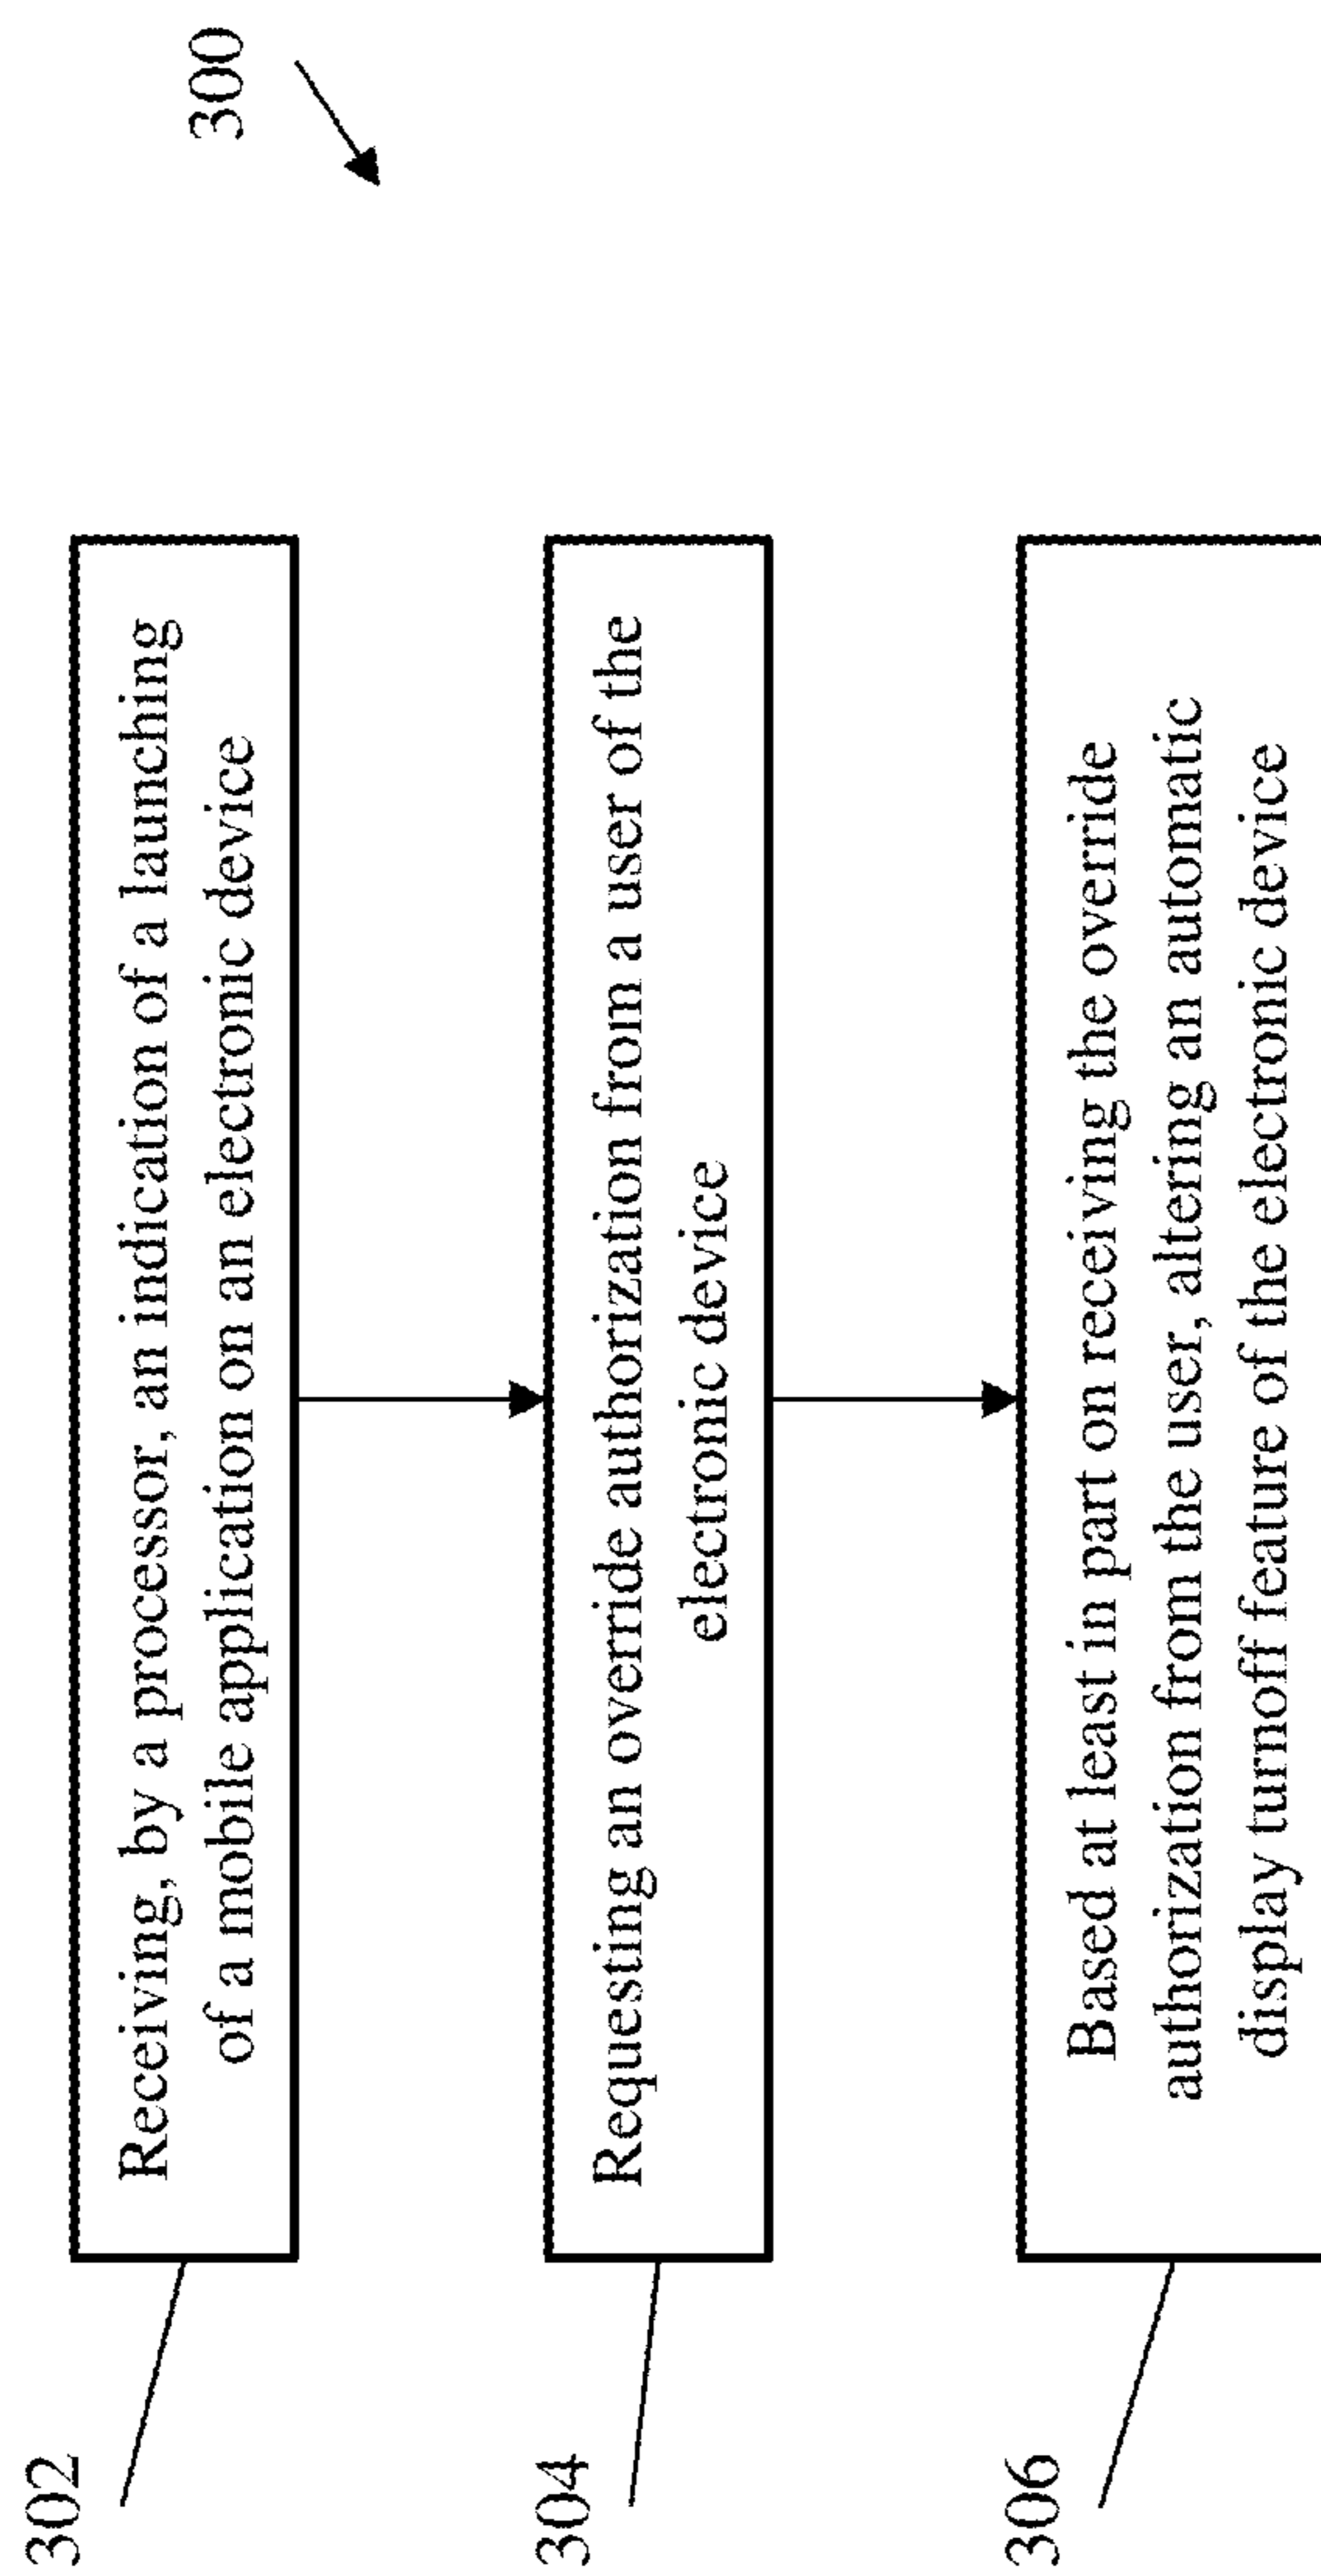 300
302
Receiving, by a processor, an indication of a launching
of a mobile application on an electronic device
304
Requesting an override authorization from a user of the
electronic device
306
Based at least in part on receiving the override
authorization from the user, altering an automatic
display turnoff feature of the electronic device